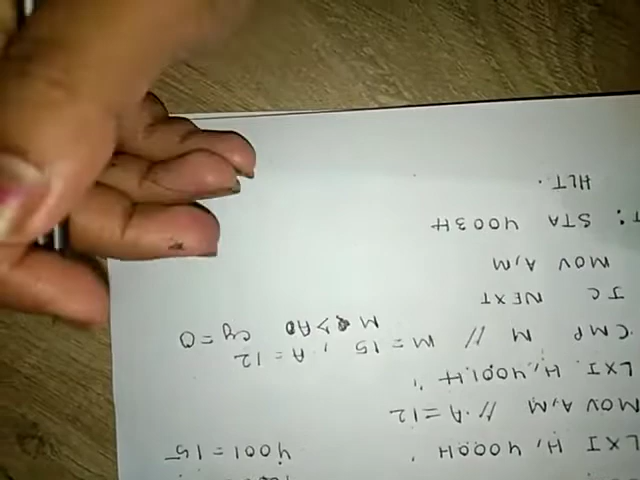 4001 = 15
LXI H, 4000H
MOV A,M // A = 12
LXI H, 4001H
CMP M // M = 15, A = 12
M > A cy = 0
JC NEXT
MOV A,M
: STA 4003H
HLT.